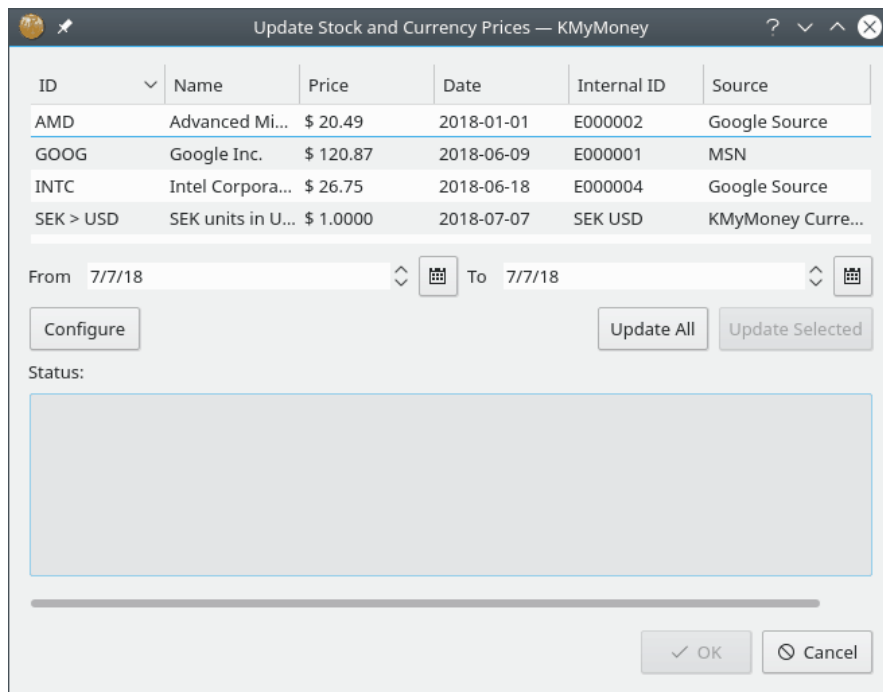 Update Stock and Currency Prices — KMyMoney
ID Name Price Date Internal ID Source
AMD Advanced Mi... $ 20.49 2018-01-01 E000002 Google Source
GOOG Google Inc. $ 120.87 2018-06-09 E000001 MSN
INTC Intel Corpora... $ 26.75 2018-06-18 E000004 Google Source
SEK > USD SEK units in U... $ 1.0000 2018-07-07 SEK USD KMyMoney Curre...
From 7/7/18 To 7/7/18
Configure Update All Update Selected
Status:
OK Cancel